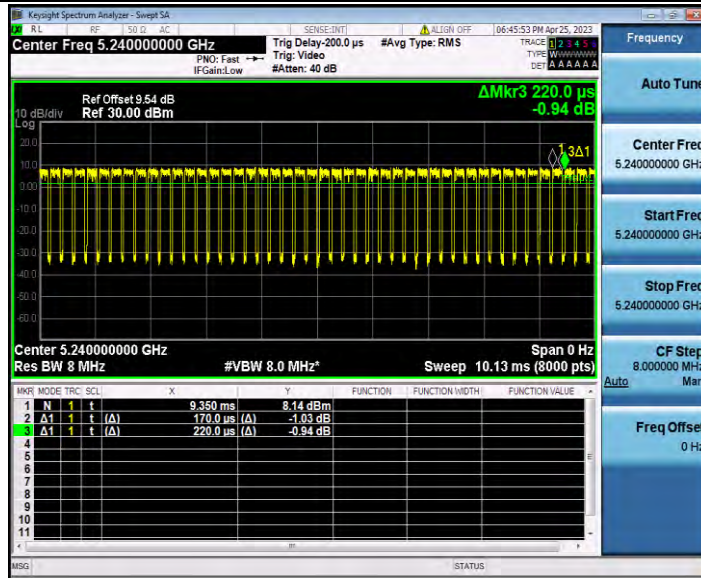 Keysight Spectrum Analyzer - Swept SA
RL RF 50 Ω AC SENSE:INT ALIGN OFF 06:45:53 PM Apr 25, 2023
Center Freq 5.240000000 GHz
Trig Delay-200.0 µs #Avg Type: RMS
TRACE 1 2 3 4 5 6
PNO: Fast Trig: Video
TYPE W
IFGain:Low #Atten: 40 dB
DET A A A A A A
Frequency
Auto Tune
Center Freq
5.240000000 GHz
Start Freq
5.240000000 GHz
Stop Freq
5.240000000 GHz
CF Step
8.000000 MHz
Auto Man
Freq Offset
0 Hz
ΔMkr3 220.0 µs
-0.94 dB
Ref Offset 9.54 dB
10 dB/div Ref 30.00 dBm
Log
20.0
10.0
0.00
-10.0
-20.0
-30.0
-40.0
-50.0
-60.0
1 3Δ1
Center 5.240000000 GHz Span 0 Hz
Res BW 8 MHz #VBW 8.0 MHz* Sweep 10.13 ms (8000 pts)
MKR MODE TRC SCL X Y FUNCTION FUNCTION WIDTH FUNCTION VALUE
1 N 1 t 9.350 ms 8.14 dBm
2 Δ1 1 t (Δ) 170.0 µs (Δ) -1.03 dB
3 Δ1 1 t (Δ) 220.0 µs (Δ) -0.94 dB
4
5
6
7
8
9
10
11
MSG STATUS